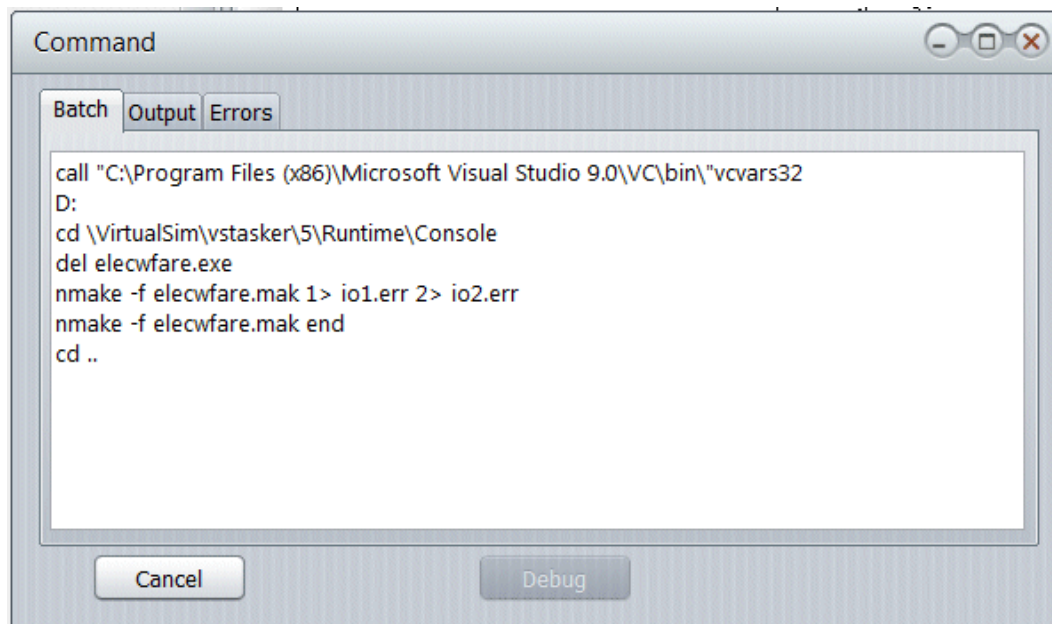 Command
Batch Output Errors
call "C:\Program Files (x86)\Microsoft Visual Studio 9.0\VC\bin\"vcvars32
D:
cd \VirtualSim\vstasker\5\Runtime\Console
del elecwfare.exe
nmake -f elecwfare.mak 1> io1.err 2> io2.err
nmake -f elecwfare.mak end
cd ..
Cancel Debug